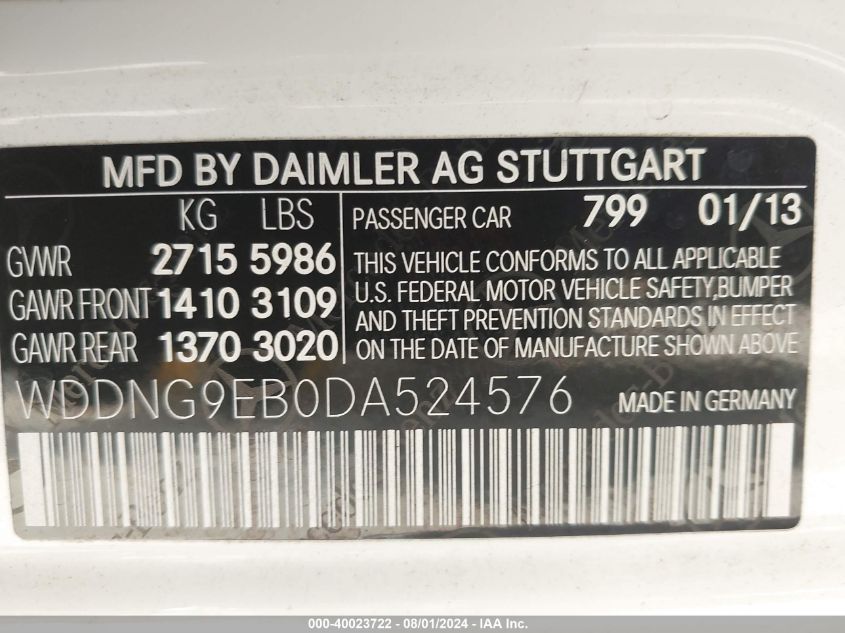 MFD BY DAIMLER AG STUTTGART
KG LBS
GVWR 2715 5986
GAWR FRONT 1410 3109
GAWR REAR 1370 3020
PASSENGER CAR 799 01/13
THIS VEHICLE CONFORMS TO ALL APPLICABLE
U.S. FEDERAL MOTOR VEHICLE SAFETY,BUMPER
AND THEFT PREVENTION STANDARDS IN EFFECT
ON THE DATE OF MANUFACTURE SHOWN ABOVE
WDDNG9EB0DA524576 MADE IN GERMANY
000-40023722 - 08/01/2024 - IAA Inc.